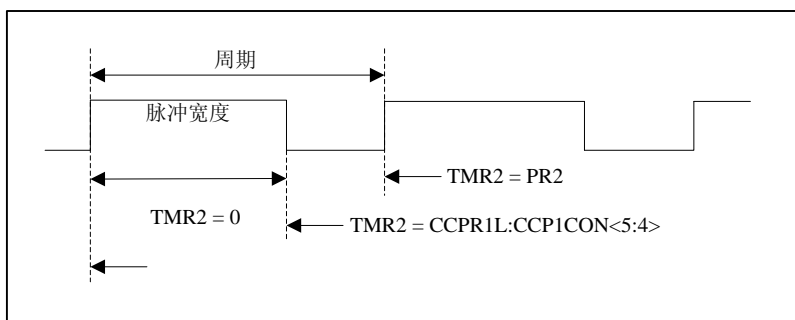 周期
脉冲宽度
TMR2 = PR2
TMR2 = 0
TMR2 = CCPR1L:CCP1CON<5:4>